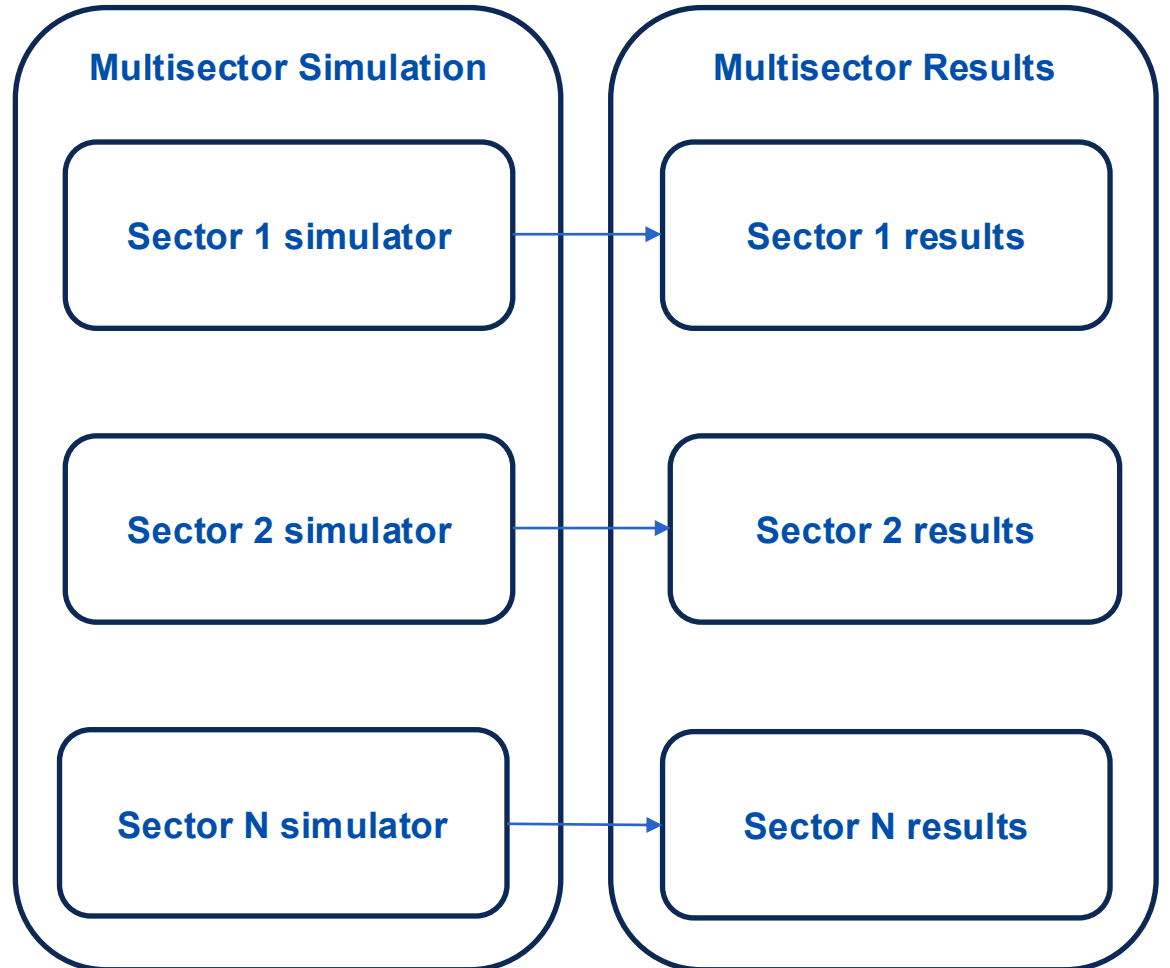 Multisector Simulation
Multisector Results
Sector 1 simulator
Sector 1 results
Sector 2 simulator
Sector 2 results
Sector N simulator
Sector N results